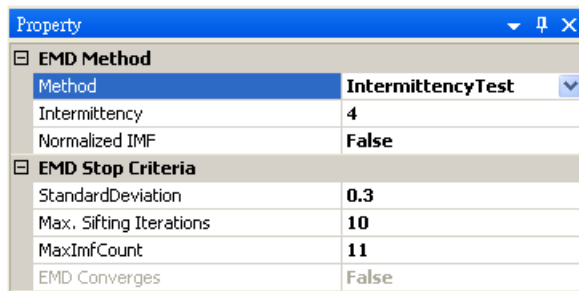 Property
EMD Method
Method IntermittencyTest
Intermittency 4
Normalized IMF False
EMD Stop Criteria
StandardDeviation 0.3
Max. Sifting Iterations 10
MaxImfCount 11
EMD Converges False